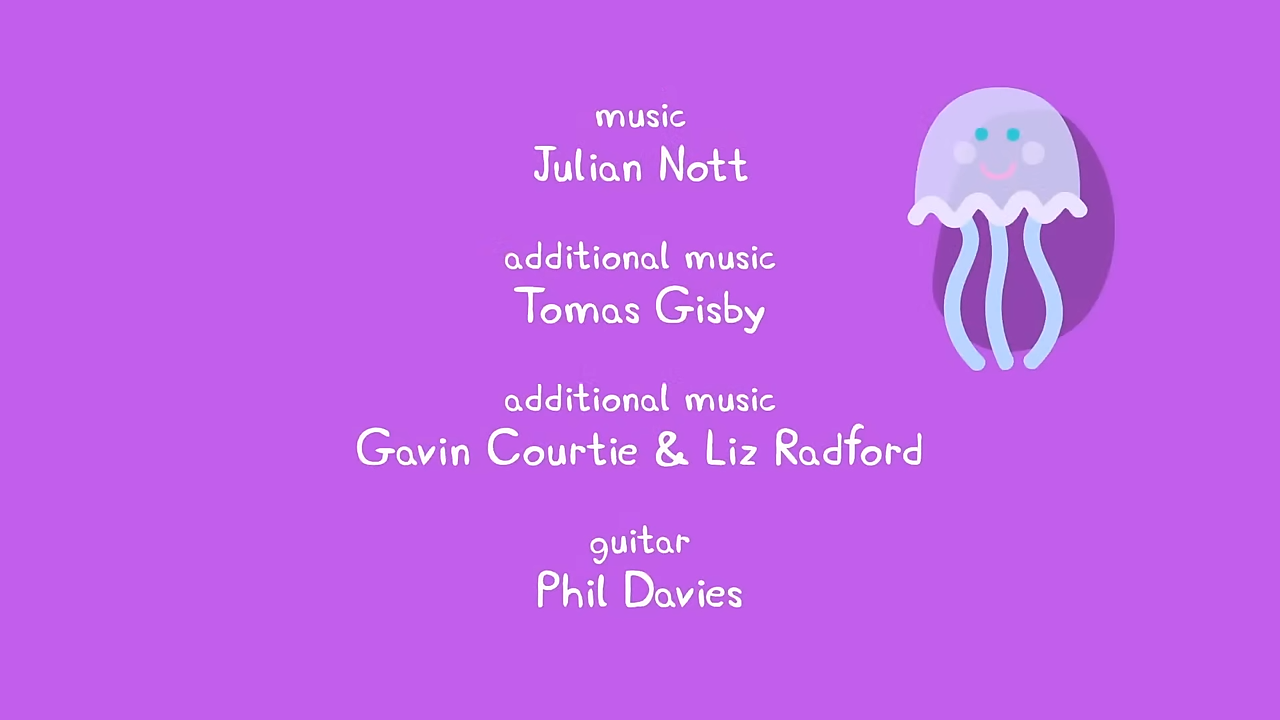 music
Julian Nott
additional music
Tomas Gisby
additional music
Gavin Courtie & Liz Radford
guitar
Phil Davies